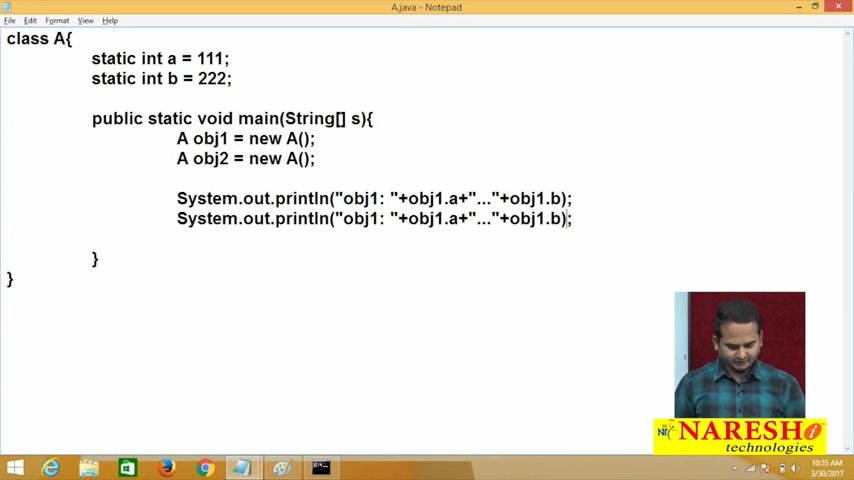 A.java - Notepad
File Edit Format View Help
class A{
static int a = 111;
static int b = 222;
public static void main(String[] s){
A obj1 = new A();
A obj2 = new A();
System.out.println("obj1: "+obj1.a+"..."+obj1.b);
System.out.println("obj1: "+obj1.a+"..."+obj1.b);
}
}
NARESH i
technologies
10:55 AM
3/30/2017